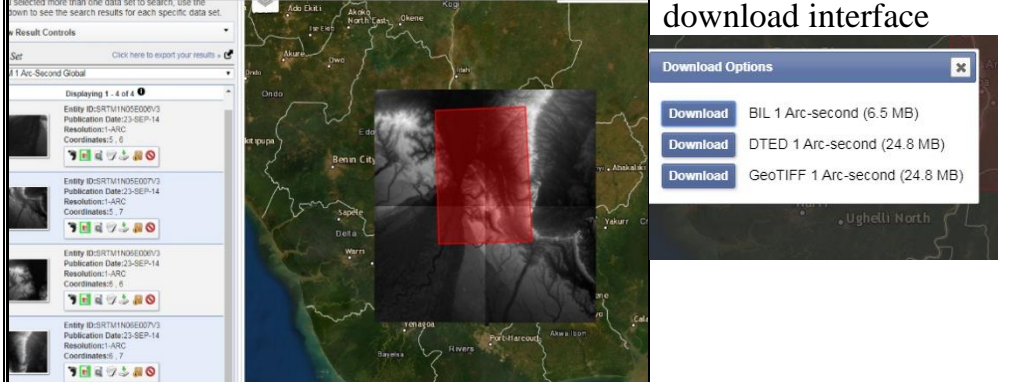 selected more than one data set to search, use the
down to see the search results for each specific data set.
w Result Controls
Set
Click here to export your results »
1 Arc-Second Global
Displaying 1 - 4 of 4
Entity ID:SRTM1N05E006V3
Publication Date:23-SEP-14
Resolution:1-ARC
Coordinates:5 , 6
Entity ID:SRTM1N05E007V3
Publication Date:23-SEP-14
Resolution:1-ARC
Coordinates:5 , 7
Entity ID:SRTM1N06E006V3
Publication Date:23-SEP-14
Resolution:1-ARC
Coordinates:6 , 6
Entity ID:SRTM1N06E007V3
Publication Date:23-SEP-14
Resolution:1-ARC
Coordinates:6 , 7
Ado Ekiti
Akoko
North East
Okene
Kogi
Ise Ekiti
Akure
Owo
Idah
Ondo
Ondo
Edo
Benin City
Abakaliki
Sapele
Delta
Warri
Yakurr
Yenagoa
Port-Harcourt
Akwa Ibom
Bayelsa
Rivers
download interface
Download Options
Download BIL 1 Arc-second (6.5 MB)
Download DTED 1 Arc-second (24.8 MB)
Download GeoTIFF 1 Arc-second (24.8 MB)
Ughelli North